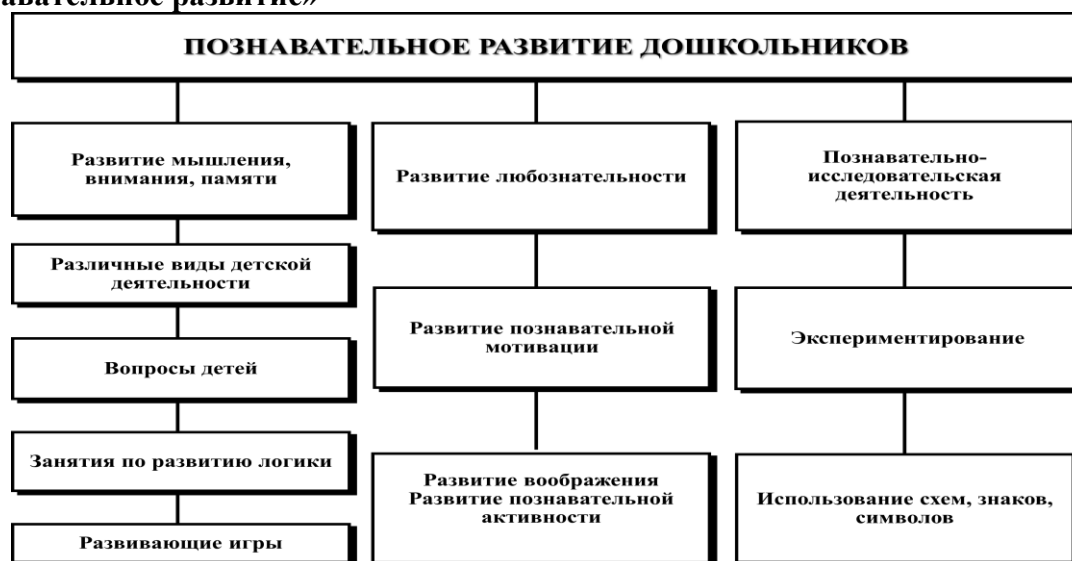 развитие»
ПОЗНАВАТЕЛЬНОЕ РАЗВИТИЕ ДОШКОЛЬНИКОВ
Развитие мышления,
внимания, памяти
Различные виды детской
деятельности
Вопросы детей
Занятия по развитию логики
Развивающие игры
Развитие любознательности
Развитие познавательной
мотивации
Развитие воображения
Развитие познавательной
активности
Познавательно-
исследовательская
деятельность
Экспериментирование
Использование схем, знаков,
символов